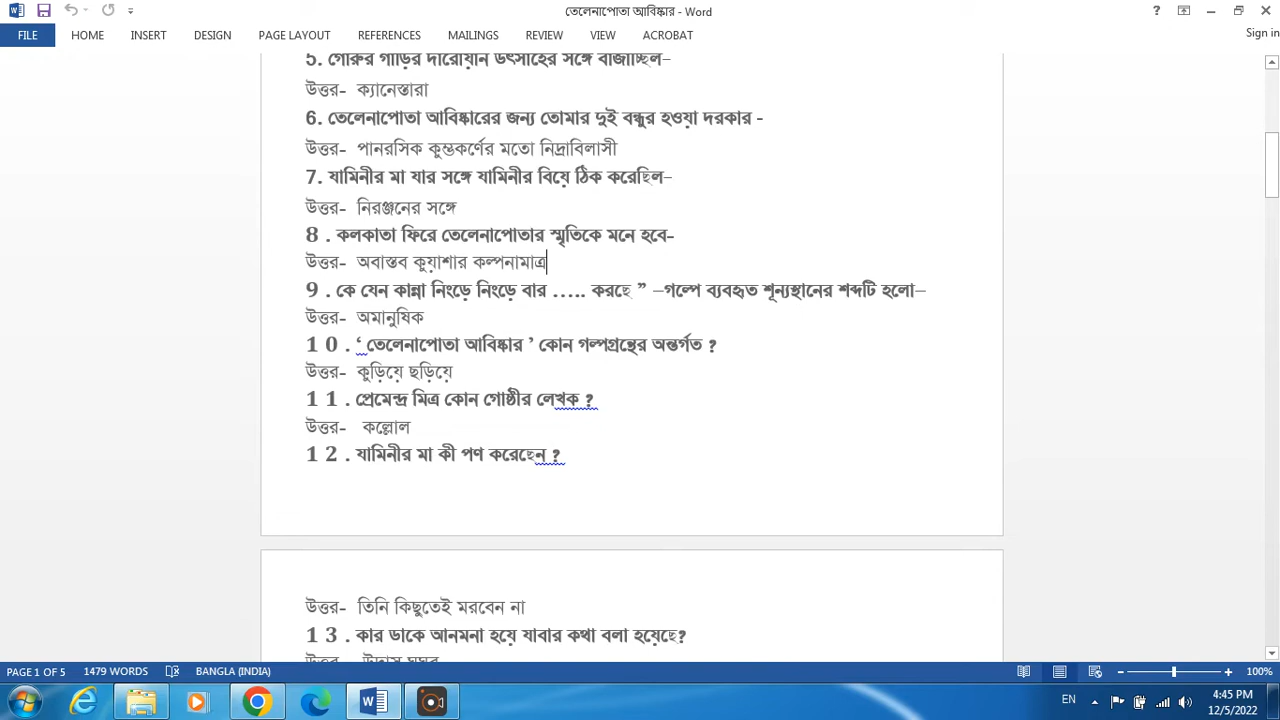 তেলেনাপোতা আবিষ্কার - Word
FILE HOME INSERT DESIGN PAGE LAYOUT REFERENCES MAILINGS REVIEW VIEW ACROBAT Sign in
5. গোরুর গাড়ির দারোয়ান উৎসাহের সঙ্গে বাজাচ্ছিল–
উত্তর- ক্যানেস্তারা
6. তেলেনাপোতা আবিষ্কারের জন্য তোমার দুই বন্ধুর হওয়া দরকার -
উত্তর- পানরসিক কুম্ভকর্ণের মতো নিদ্রাবিলাসী
7. যামিনীর মা যার সঙ্গে যামিনীর বিয়ে ঠিক করেছিল–
উত্তর- নিরঞ্জনের সঙ্গে
8 . কলকাতা ফিরে তেলেনাপোতার স্মৃতিকে মনে হবে-
উত্তর- অবাস্তব কুয়াশার কল্পনামাত্র
9 . কে যেন কান্না নিংড়ে নিংড়ে বার ..... করছে ” –গল্পে ব্যবহৃত শূন্যস্থানের শব্দটি হলো–
উত্তর- অমানুষিক
1 0 . ‘ তেলেনাপোতা আবিষ্কার ’ কোন গল্পগ্রন্থের অন্তর্গত ?
উত্তর- কুড়িয়ে ছড়িয়ে
1 1 . প্রেমেন্দ্র মিত্র কোন গোষ্ঠীর লেখক ?
উত্তর- কল্লোল
1 2 . যামিনীর মা কী পণ করেছেন ?
উত্তর- তিনি কিছুতেই মরবেন না
1 3 . কার ডাকে আনমনা হয়ে যাবার কথা বলা হয়েছে?
উত্তর-
PAGE 1 OF 5 1479 WORDS BANGLA (INDIA) 100%
EN 4:45 PM
12/5/2022